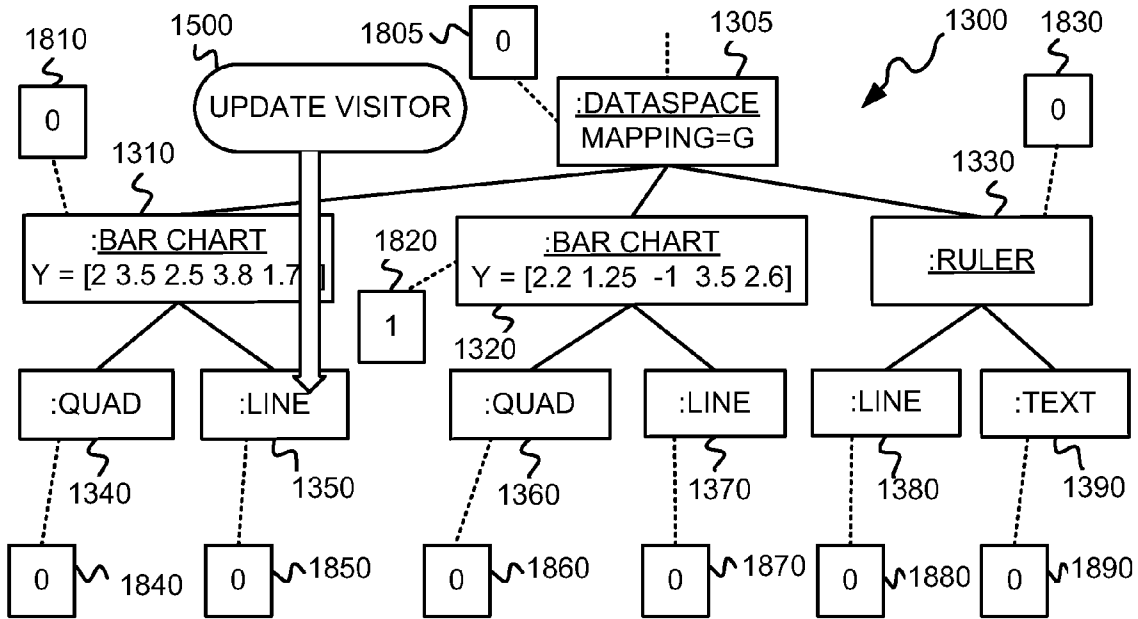 1810
1500
1805
0
1305
1300
1830
0
UPDATE VISITOR
:DATASPACE
MAPPING=G
0
1310
1330
:BAR CHART
Y = [2 3.5 2.5 3.8 1.7 ]
1820
:BAR CHART
Y = [2.2 1.25 -1 3.5 2.6]
:RULER
1
1320
:QUAD
:LINE
:QUAD
:LINE
:LINE
:TEXT
1340
1350
1360
1370
1380
1390
0
1840
0
1850
0
1860
0
1870
0
1880
0
1890